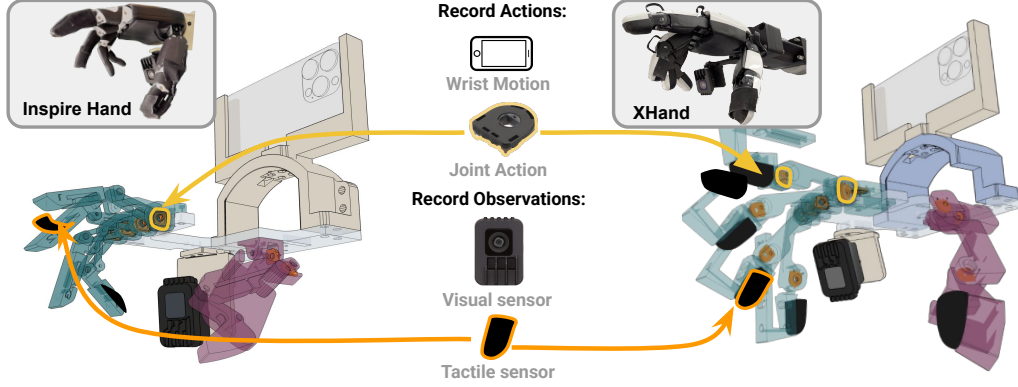 Inspire Hand
Record Actions:
Wrist Motion
Joint Action
Record Observations:
Visual sensor
Tactile sensor
XHand